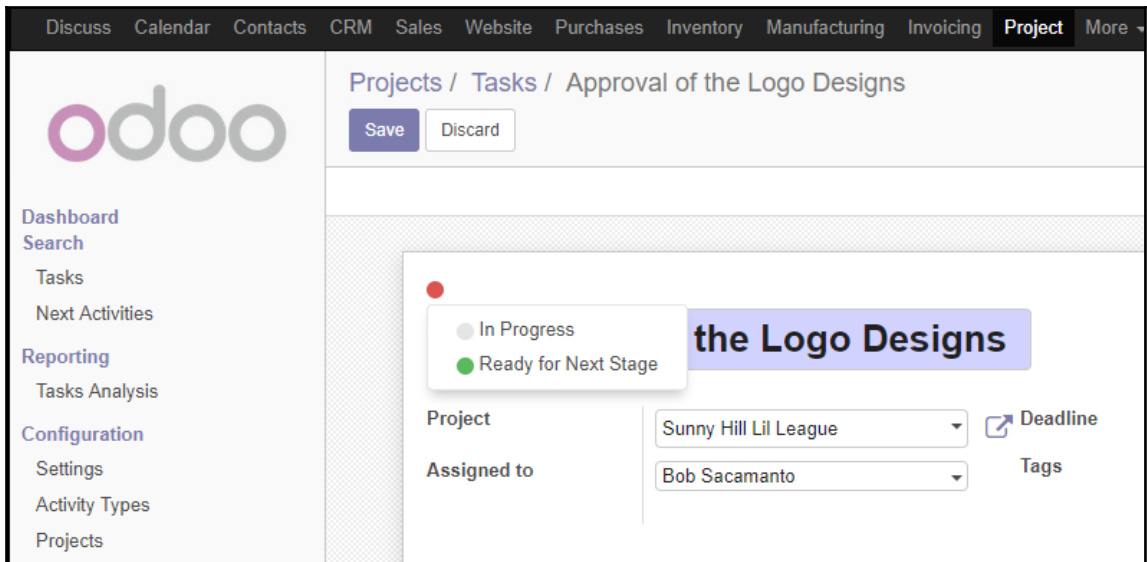 Discuss Calendar Contacts CRM Sales Website Purchases Inventory Manufacturing Invoicing Project More
odoo
Projects / Tasks / Approval of the Logo Designs
Save Discard
Dashboard
Search
Tasks
Next Activities
Reporting
Tasks Analysis
Configuration
Settings
Activity Types
Projects
In Progress
Ready for Next Stage
the Logo Designs
Project Sunny Hill Lil League Deadline
Assigned to Bob Sacamanto Tags